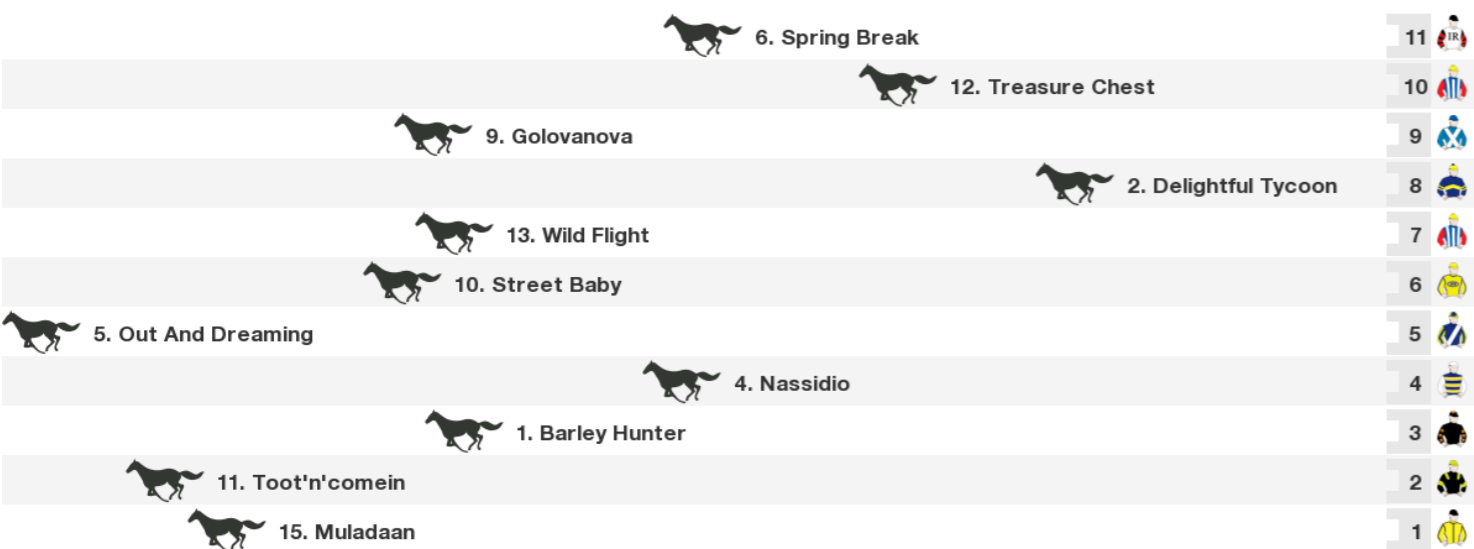 6. Spring Break 11 IR
12. Treasure Chest 10
9. Golovanova 9
2. Delightful Tycoon 8
13. Wild Flight 7
10. Street Baby 6
5. Out And Dreaming 5
4. Nassidio 4
1. Barley Hunter 3
11. Toot'n'comein 2
15. Muladaan 1